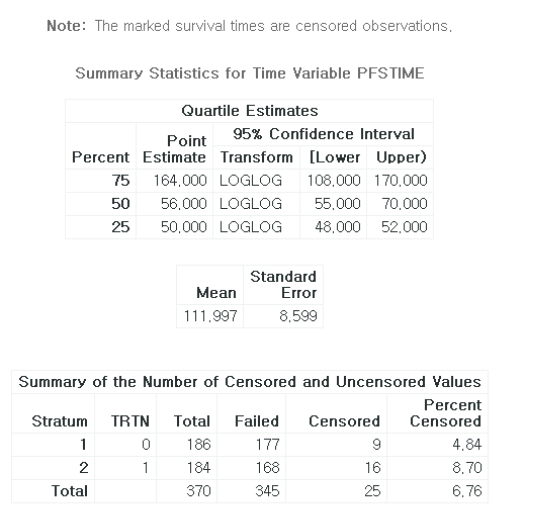 Note: The marked survival times are censored observations.
Summary Statistics for Time Variable PFSTIME
Quartile Estimates
Percent Point Estimate 95% Confidence Interval
Transform [Lower Upper)
75 164,000 LOGLOG 108,000 170,000
50 56,000 LOGLOG 55,000 70,000
25 50,000 LOGLOG 48,000 52,000
Mean Standard Error
111,997 8,599
Summary of the Number of Censored and Uncensored Values
Stratum TRTN Total Failed Censored Percent Censored
1 0 186 177 9 4,84
2 1 184 168 16 8,70
Total 370 345 25 6,76